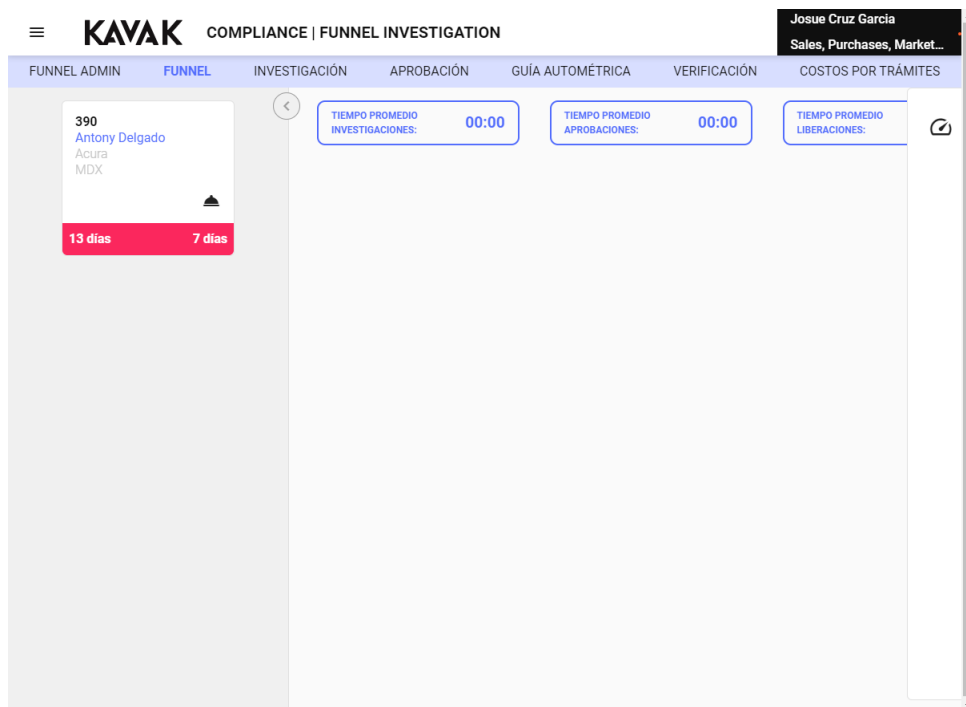 KAVAK COMPLIANCE | FUNNEL INVESTIGATION
Josue Cruz Garcia
Sales, Purchases, Market...
FUNNEL ADMIN FUNNEL INVESTIGACIÓN APROBACIÓN GUÍA AUTOMÉTRICA VERIFICACIÓN COSTOS POR TRÁMITES
390
Antony Delgado
Acura
MDX
13 días 7 días
TIEMPO PROMEDIO
INVESTIGACIONES: 00:00
TIEMPO PROMEDIO
APROBACIONES: 00:00
TIEMPO PROMEDIO
LIBERACIONES: